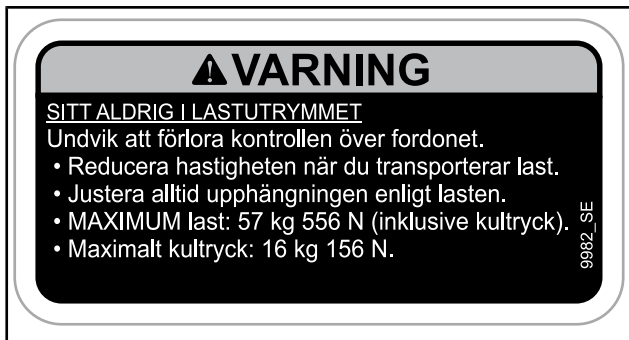 ⚠VARNING
SITT ALDRIG I LASTUTRYMMET
Undvik att förlora kontrollen över fordonet.
• Reducera hastigheten när du transporterar last.
• Justera alltid upphängningen enligt lasten.
• MAXIMUM last: 57 kg 556 N (inklusive kultryck).
• Maximalt kultryck: 16 kg 156 N.
9982_SE